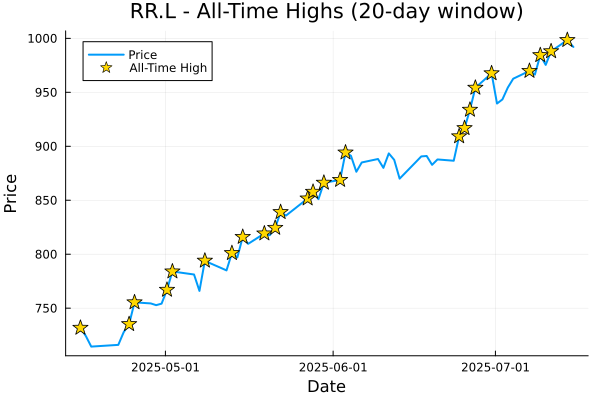 RR.L - All-Time Highs (20-day window)
Price
All-Time High
1000
950
900
850
800
750
Price
2025-05-01
2025-06-01
2025-07-01
Date